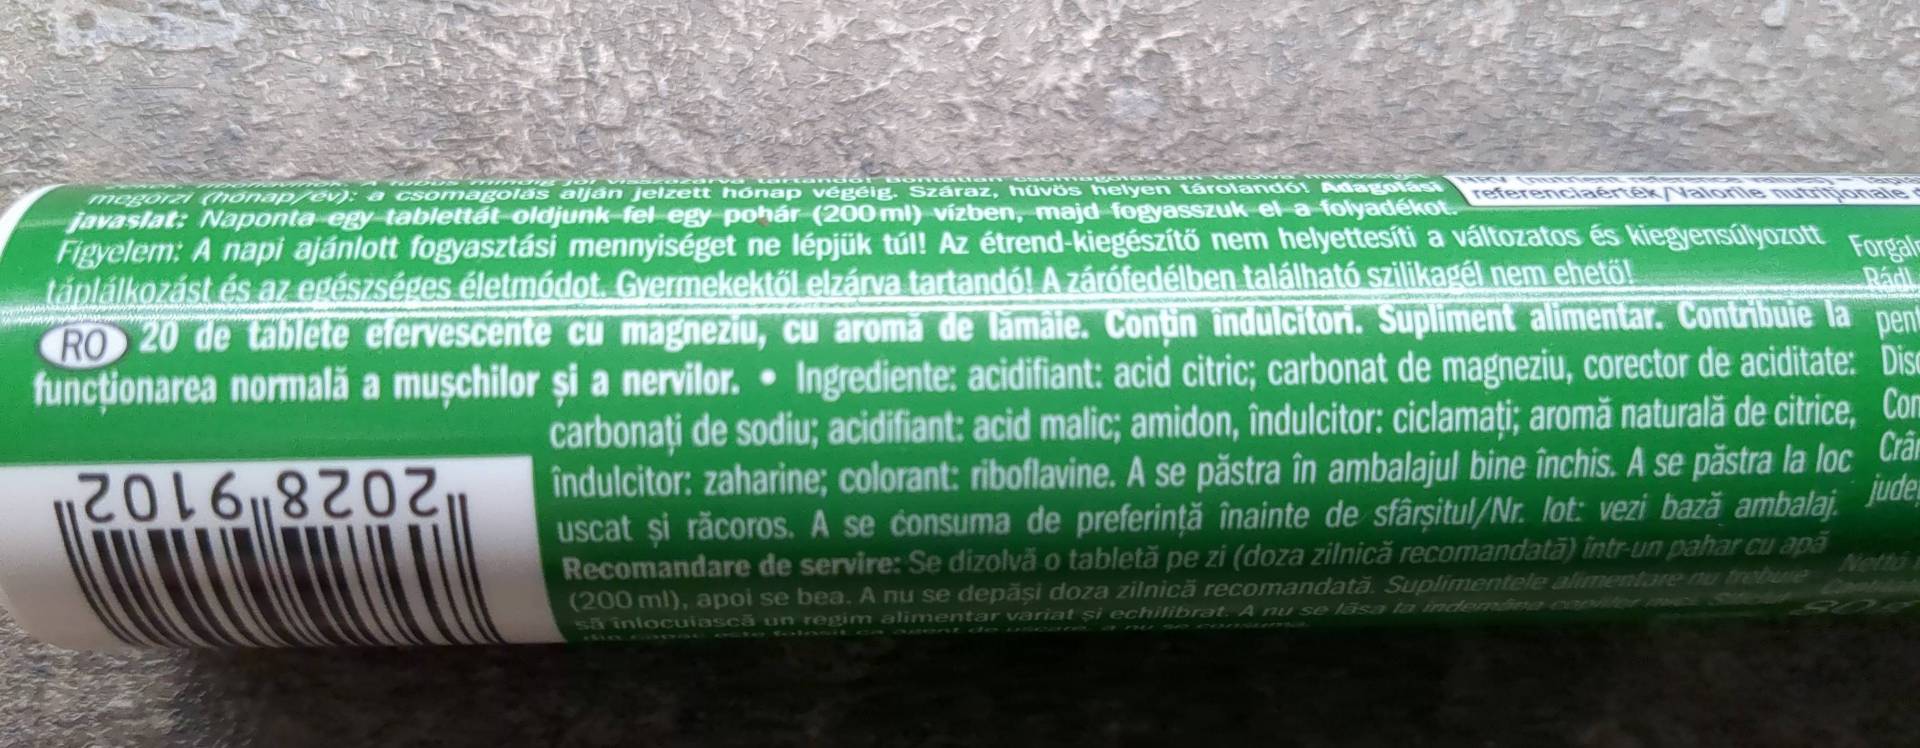 megőrzi (hónap/év): a csomagolás alján jelzett hónap végéig. Száraz, hűvös helyen tárolandó! Adagolási
javaslat: Naponta egy tablettát oldjunk fel egy pohár (200 ml) vízben, majd fogyasszuk el a folyadékot.
Figyelem: A napi ajánlott fogyasztási mennyiséget ne lépjük túl! Az étrend-kiegészítő nem helyettesíti a változatos és kiegyensúlyozott
táplálkozást és az egészséges életmódot. Gyermekektől elzárva tartandó! A zárófedélben található szilikagél nem ehető!
RO 20 de tablete efervescente cu magneziu, cu aromă de lămâie. Conțin îndulcitori. Supliment alimentar. Contribuie la
funcționarea normală a mușchilor și a nervilor. • Ingrediente: acidifiant: acid citric; carbonat de magneziu, corector de aciditate:
carbonați de sodiu; acidifiant: acid malic; amidon, îndulcitor: ciclamați; aromă naturală de citrice,
îndulcitor: zaharine; colorant: riboflavine. A se păstra în ambalajul bine închis. A se păstra la loc
uscat și răcoros. A se consuma de preferință înainte de sfârșitul/Nr. lot: vezi bază ambalaj.
Recomandare de servire: Se dizolvă o tabletă pe zi (doza zilnică recomandată) într-un pahar cu apă
(200 ml), apoi se bea. A nu se depăși doza zilnică recomandată. Suplimentele alimentare nu trebuie
să înlocuiască un regim alimentar variat și echilibrat. A nu se lăsa la îndemâna
referenciaérték/Valorile nutriționale
2028 9102